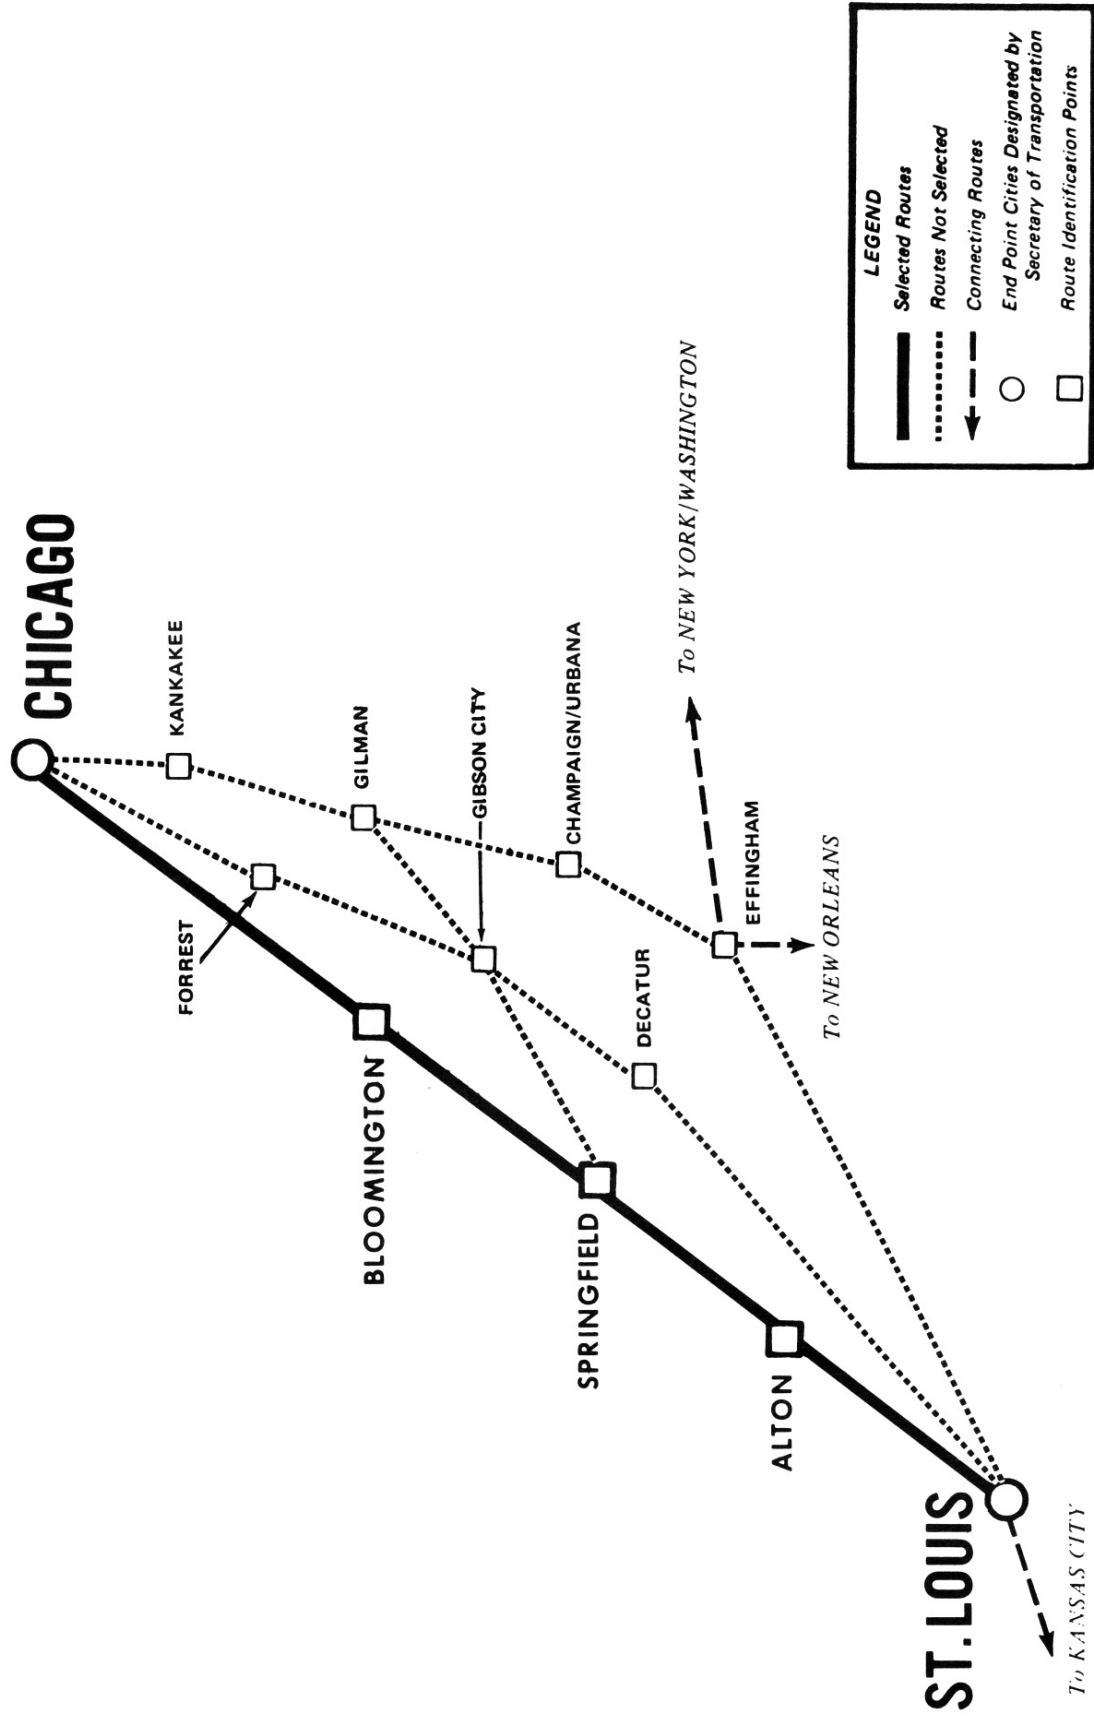 CHICAGO
KANKAKEE
FORREST
GILMAN
BLOOMINGTON
GIBSON CITY
CHAMPAIGN/URBANA
SPRINGFIELD
DECATUR
To NEW YORK/WASHINGTON
EFFINGHAM
ALTON
To NEW ORLEANS
ST. LOUIS
To KANSAS CITY
LEGEND
Selected Routes
Routes Not Selected
Connecting Routes
End Point Cities Designated by
Secretary of Transportation
Route Identification Points